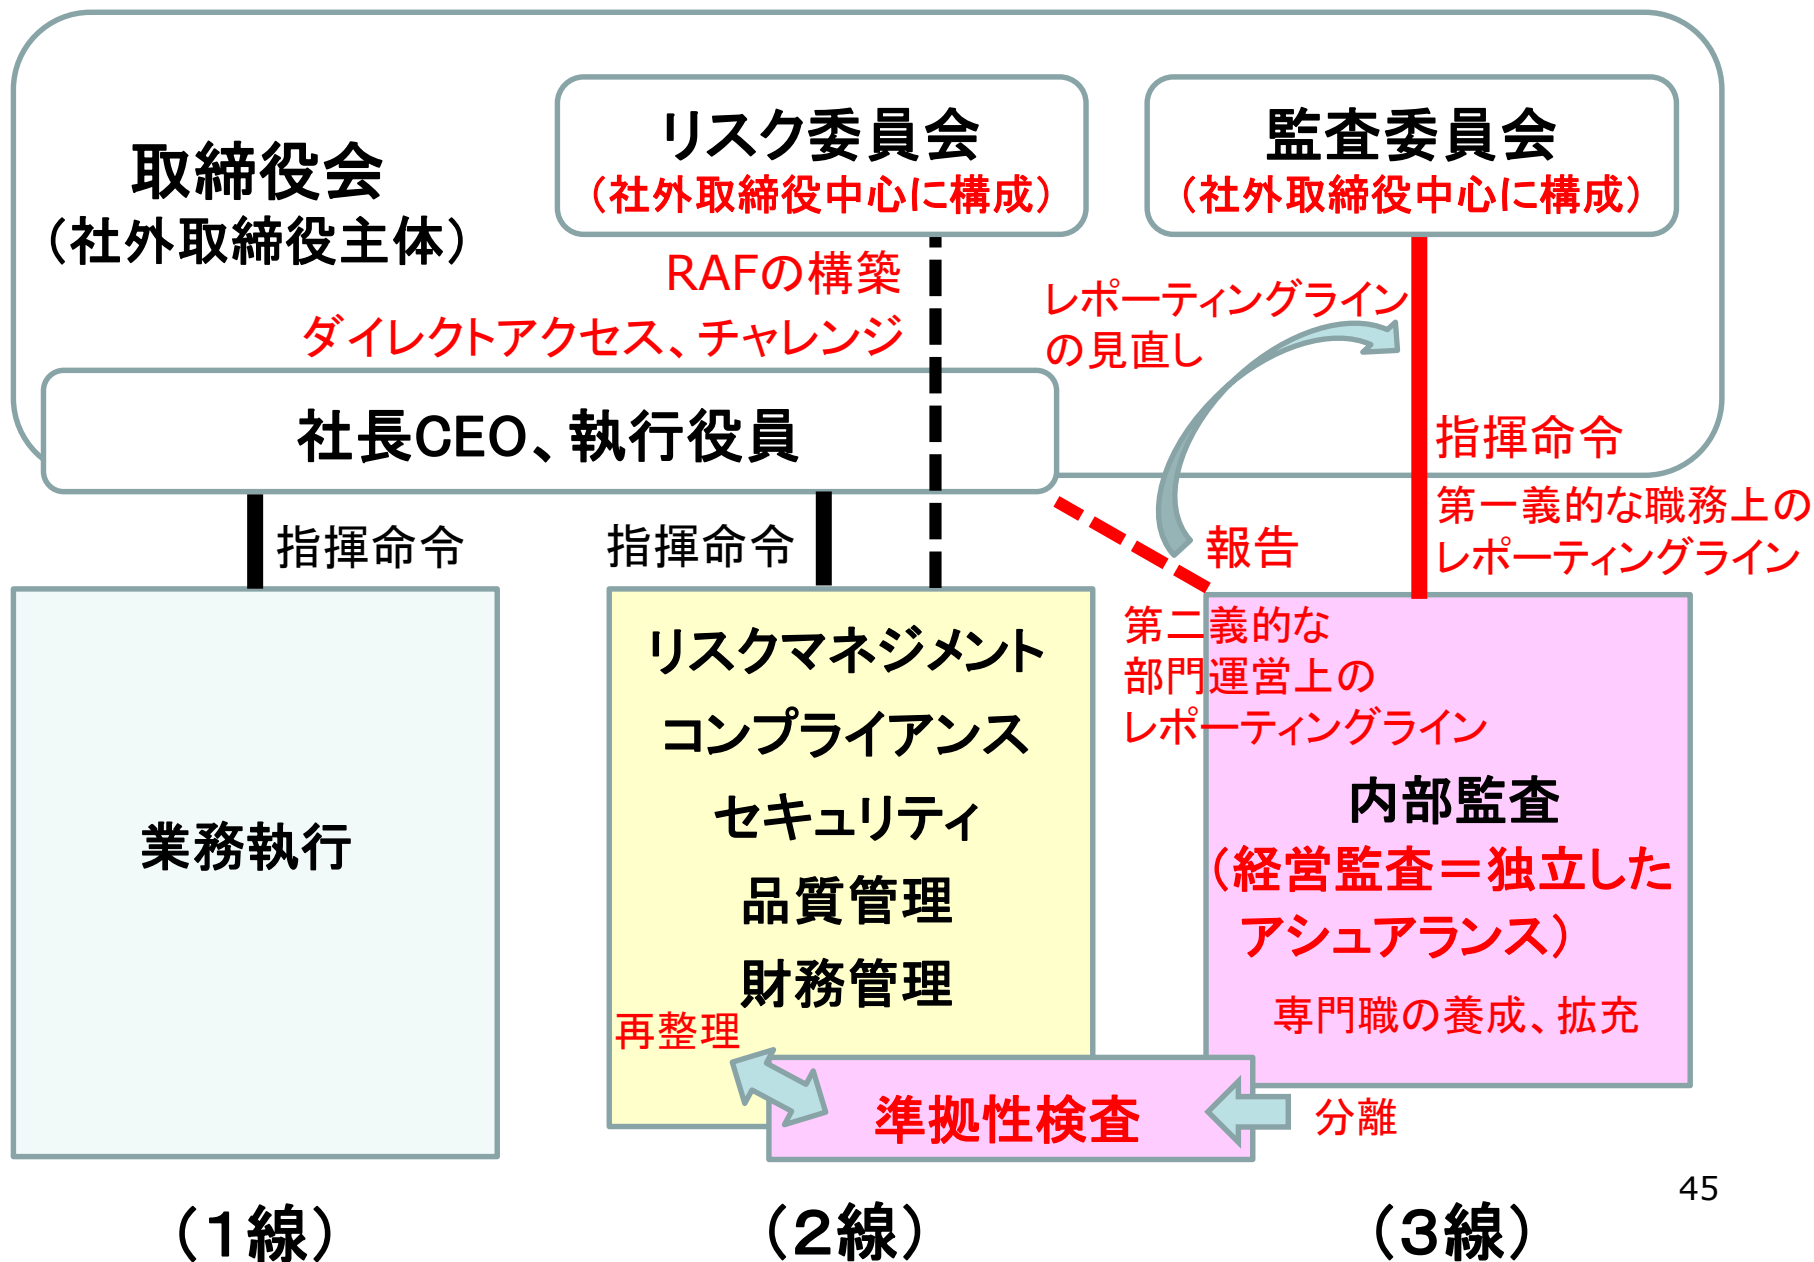 取締役会
（社外取締役主体）
リスク委員会
（社外取締役中心に構成）
監査委員会
（社外取締役中心に構成）
RAFの構築
ダイレクトアクセス、チャレンジ
レポーティングライン
の見直し
社長CEO、執行役員
指揮命令
指揮命令
報告
指揮命令
第一義的な職務上の
レポーティングライン
第二義的な
部門運営上の
レポーティングライン
業務執行
リスクマネジメント
コンプライアンス
セキュリティ
品質管理
財務管理
再整理
内部監査
（経営監査＝独立した
アシュアランス）
専門職の養成、拡充
準拠性検査
分離
（１線）
（２線）
（３線）
45